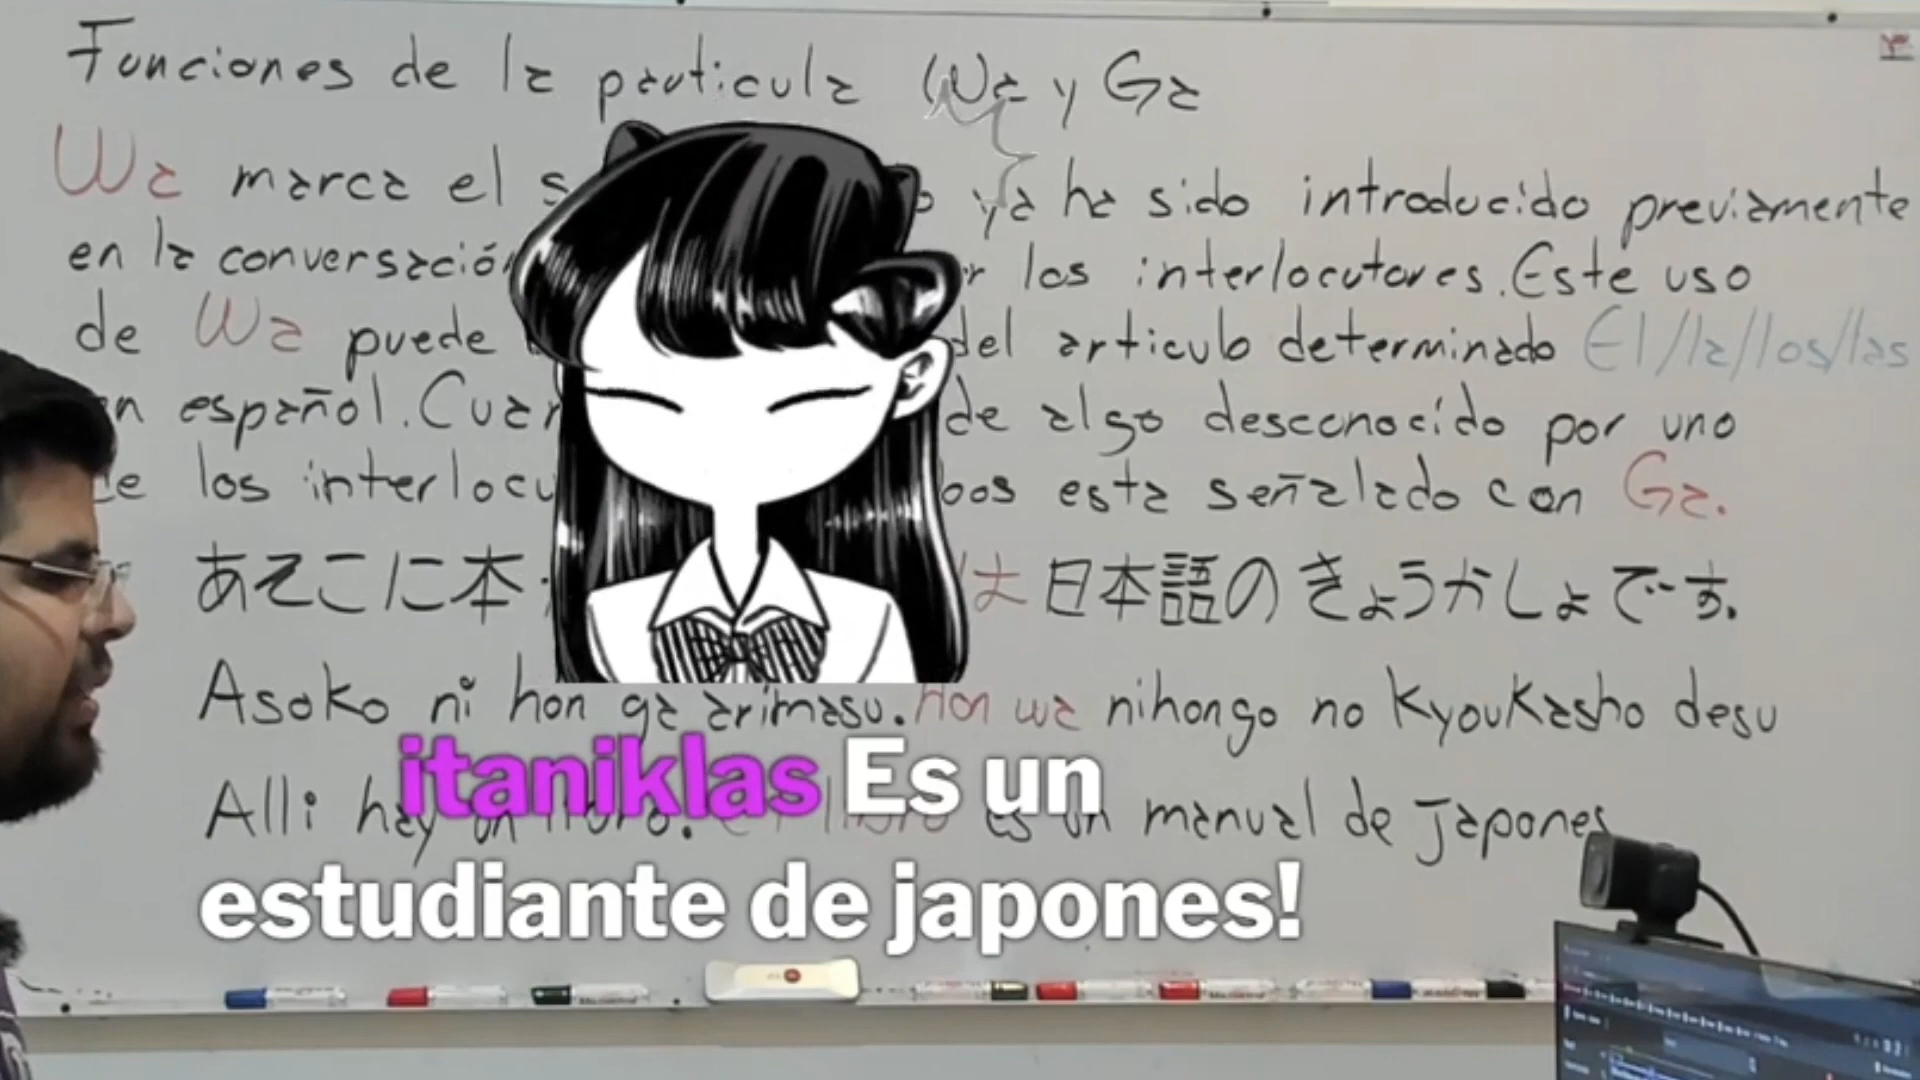 Funciones de la particula Wa y Ga
Wa marca el ya ha sido introducido previamente
en la conversación los interlocutores. Este uso
de Wa puede del articulo determinado El/la/los/las
en español. de algo desconocido por uno
los esta señalado con Ga.
あそこに本 は 日本語の きょうかしょです.
Asoko ni hon ga arimasu. Hon wa nihongo no kyoukasho desu
itaniklas Es un
Alli hay un libro. El libro es un manual de japones
estudiante de japones!